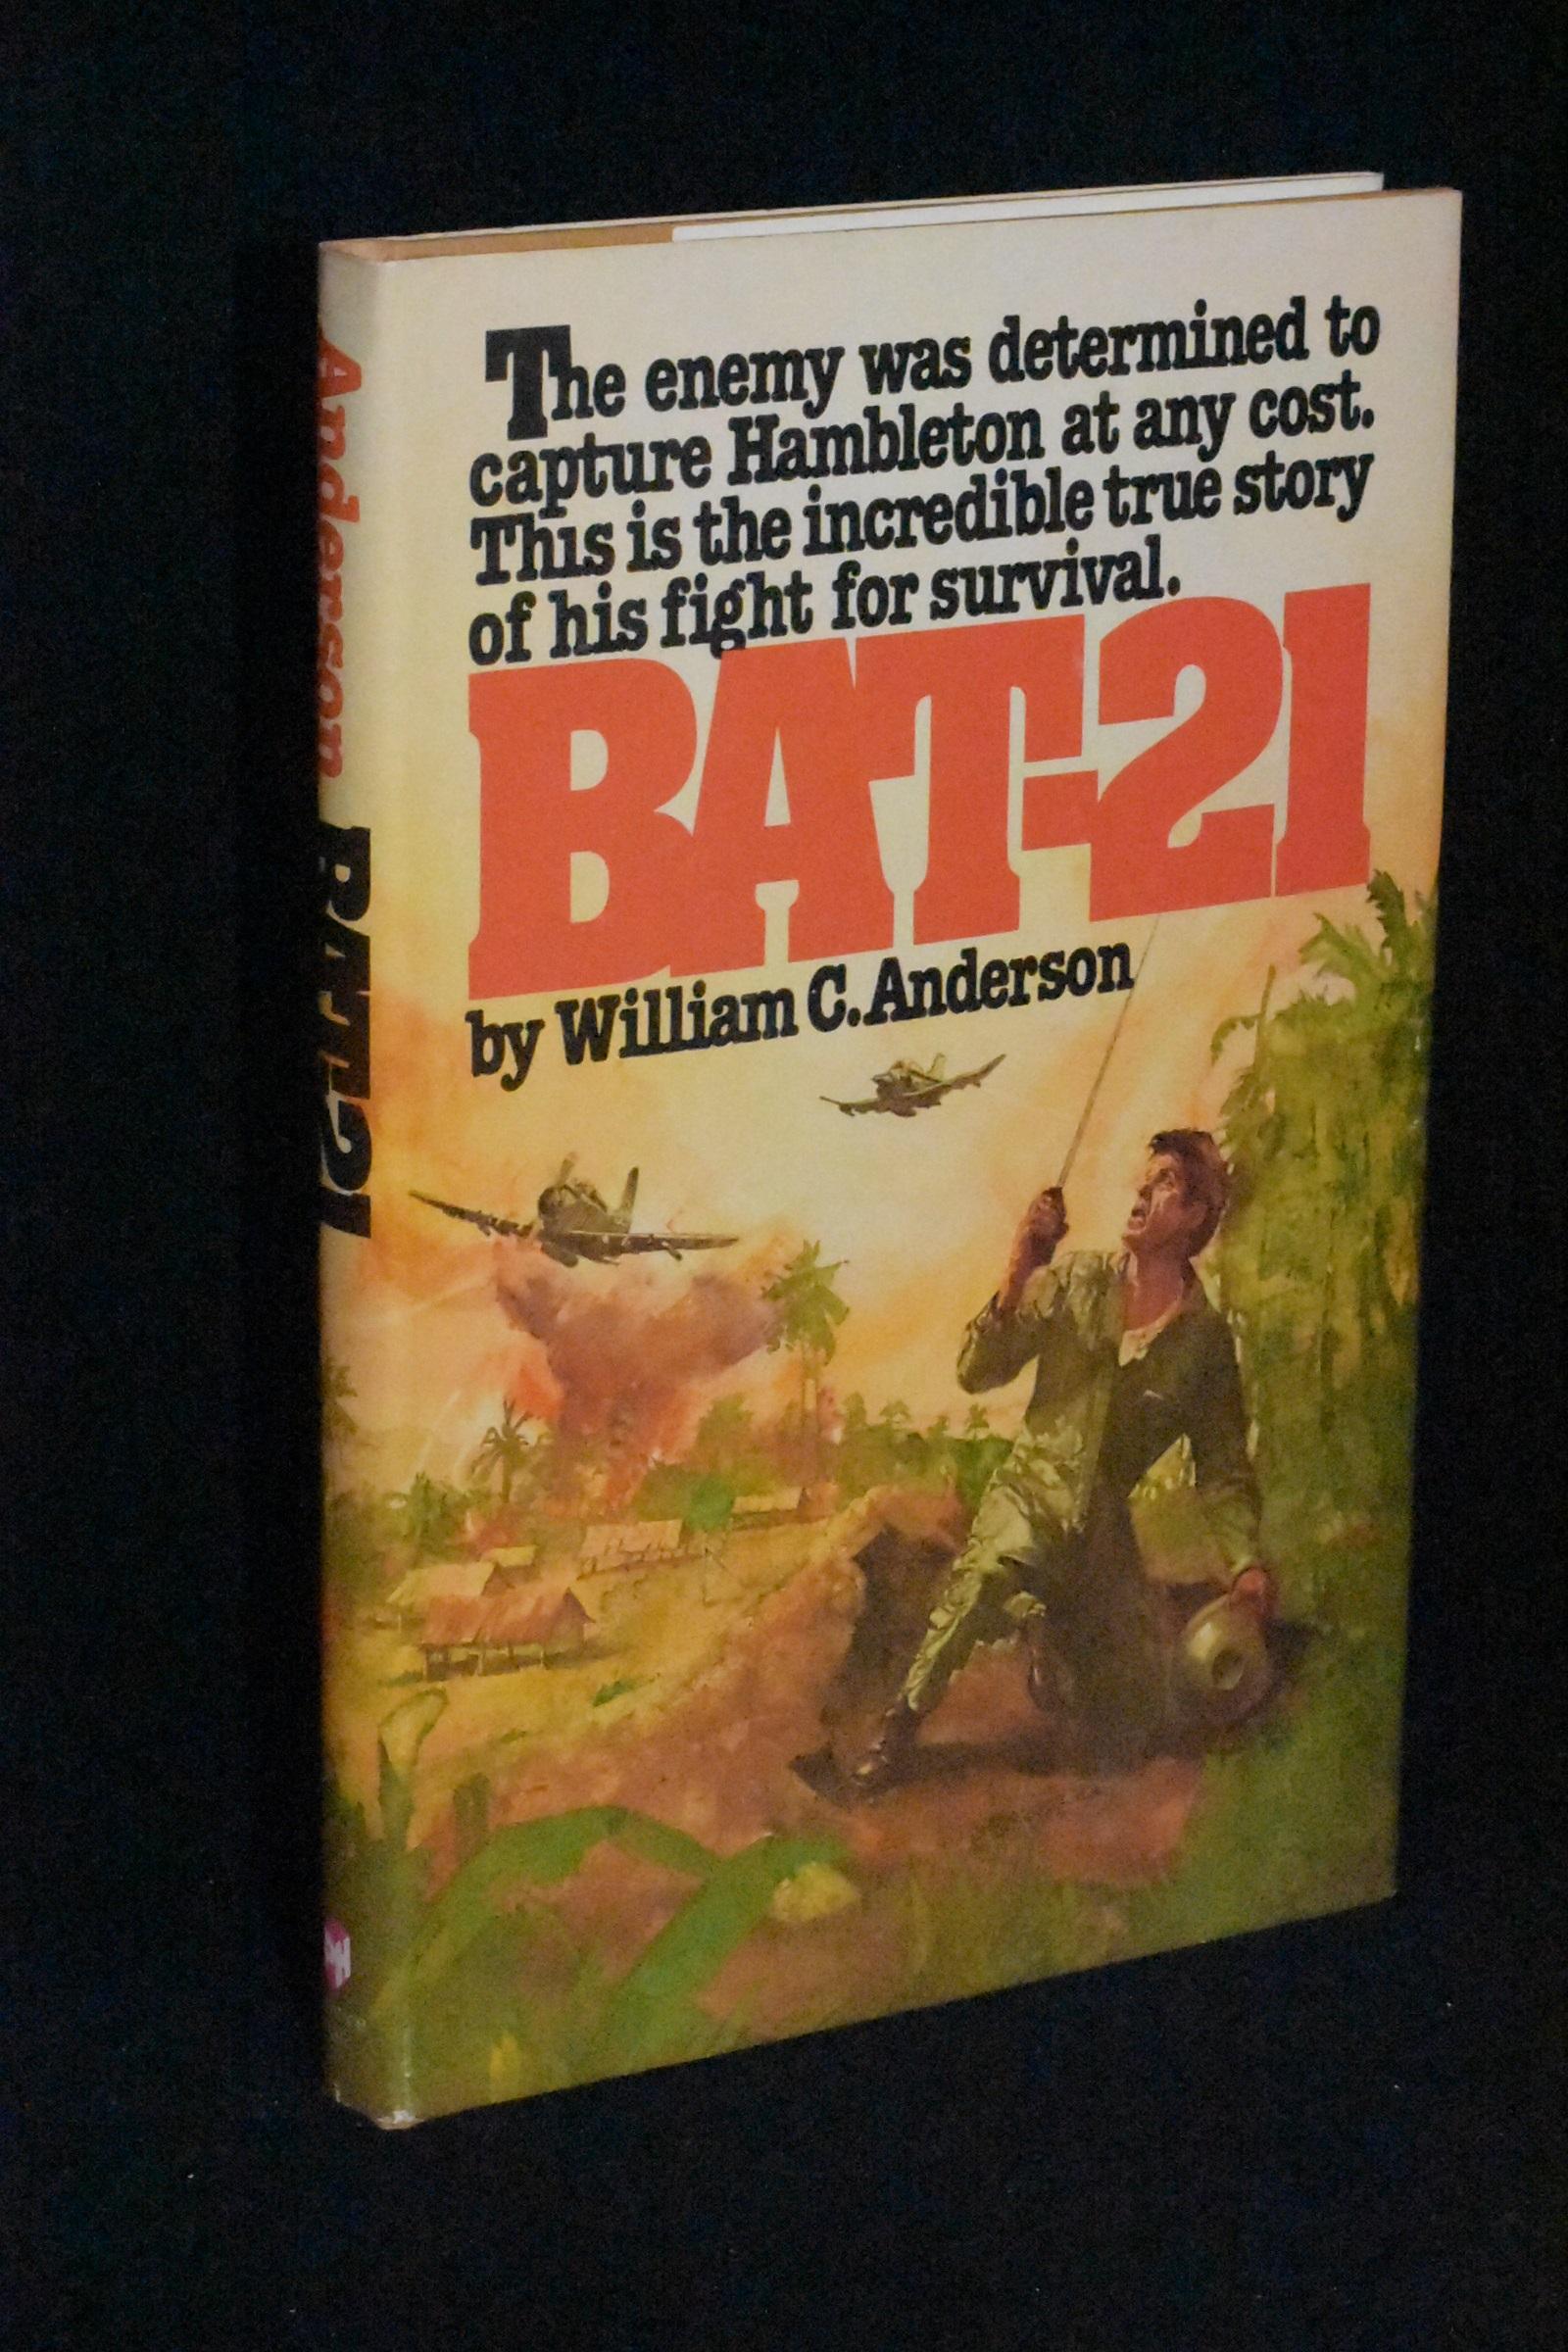 The enemy was determined to
capture Hambleton at any cost.
This is the incredible true story
of his fight for survival.
BAT-21
by William C. Anderson
Anderson BAT-21